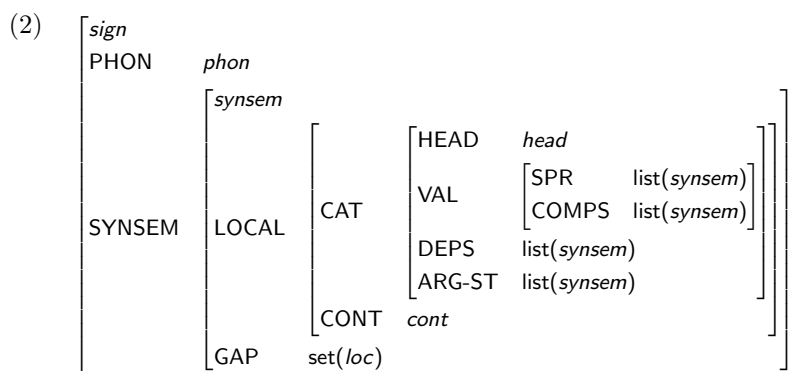 (2)
sign
PHON phon
synsem
HEAD head
SPR list(synsem)
VAL
COMPS list(synsem)
CAT
SYNSEM LOCAL
DEPS list(synsem)
ARG-ST list(synsem)
CONT cont
GAP set(loc)